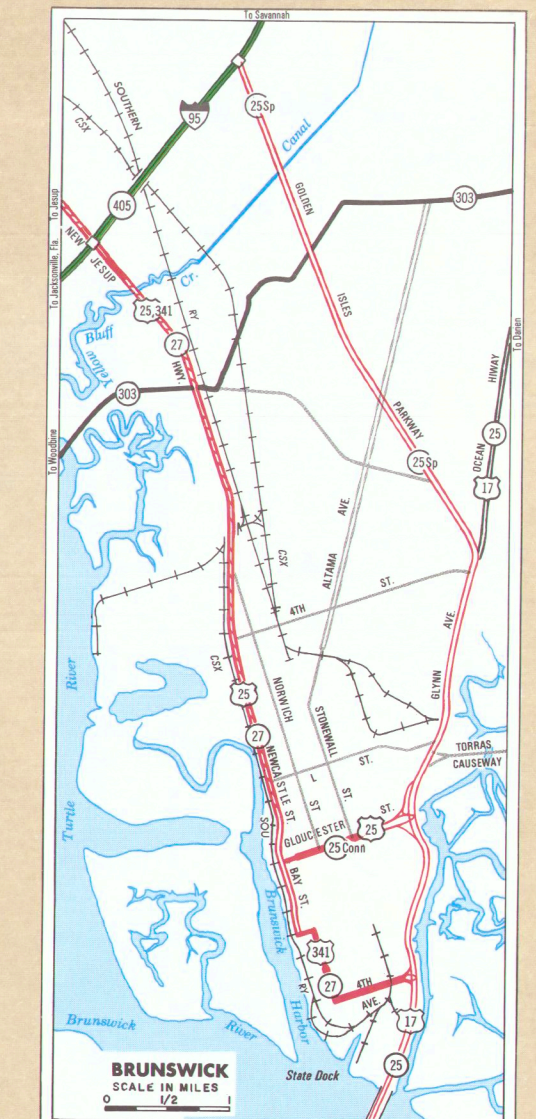 To Savannah
SOUTHERN
CSX
95
25Sp
Canal
405
To Jesup
NEW JESUP
To Jacksonville, Fla.
GOLDEN
303
Cr.
25,341
RY
ISLES
Yellow Bluff
27
HWY.
To Darien
HIWAY
303
PARKWAY
25
To Woodbine
25Sp
OCEAN
17
AVE.
CSX
ALTAMA
ST.
4TH
AVE.
River
CSX
25
NORWICH
GLYNN
STONEWALL
27
NEWCASTLE ST.
TORRAS
CAUSEWAY
L
ST.
ST
ST.
Turtle
SOU
ST.
GLOUCESTER
25
25Conn
BAY ST.
Brunswick
341
RY
27
4TH
AVE.
Harbor
17
Brunswick
River
25
State Dock
BRUNSWICK
SCALE IN MILES
0 1/2 1